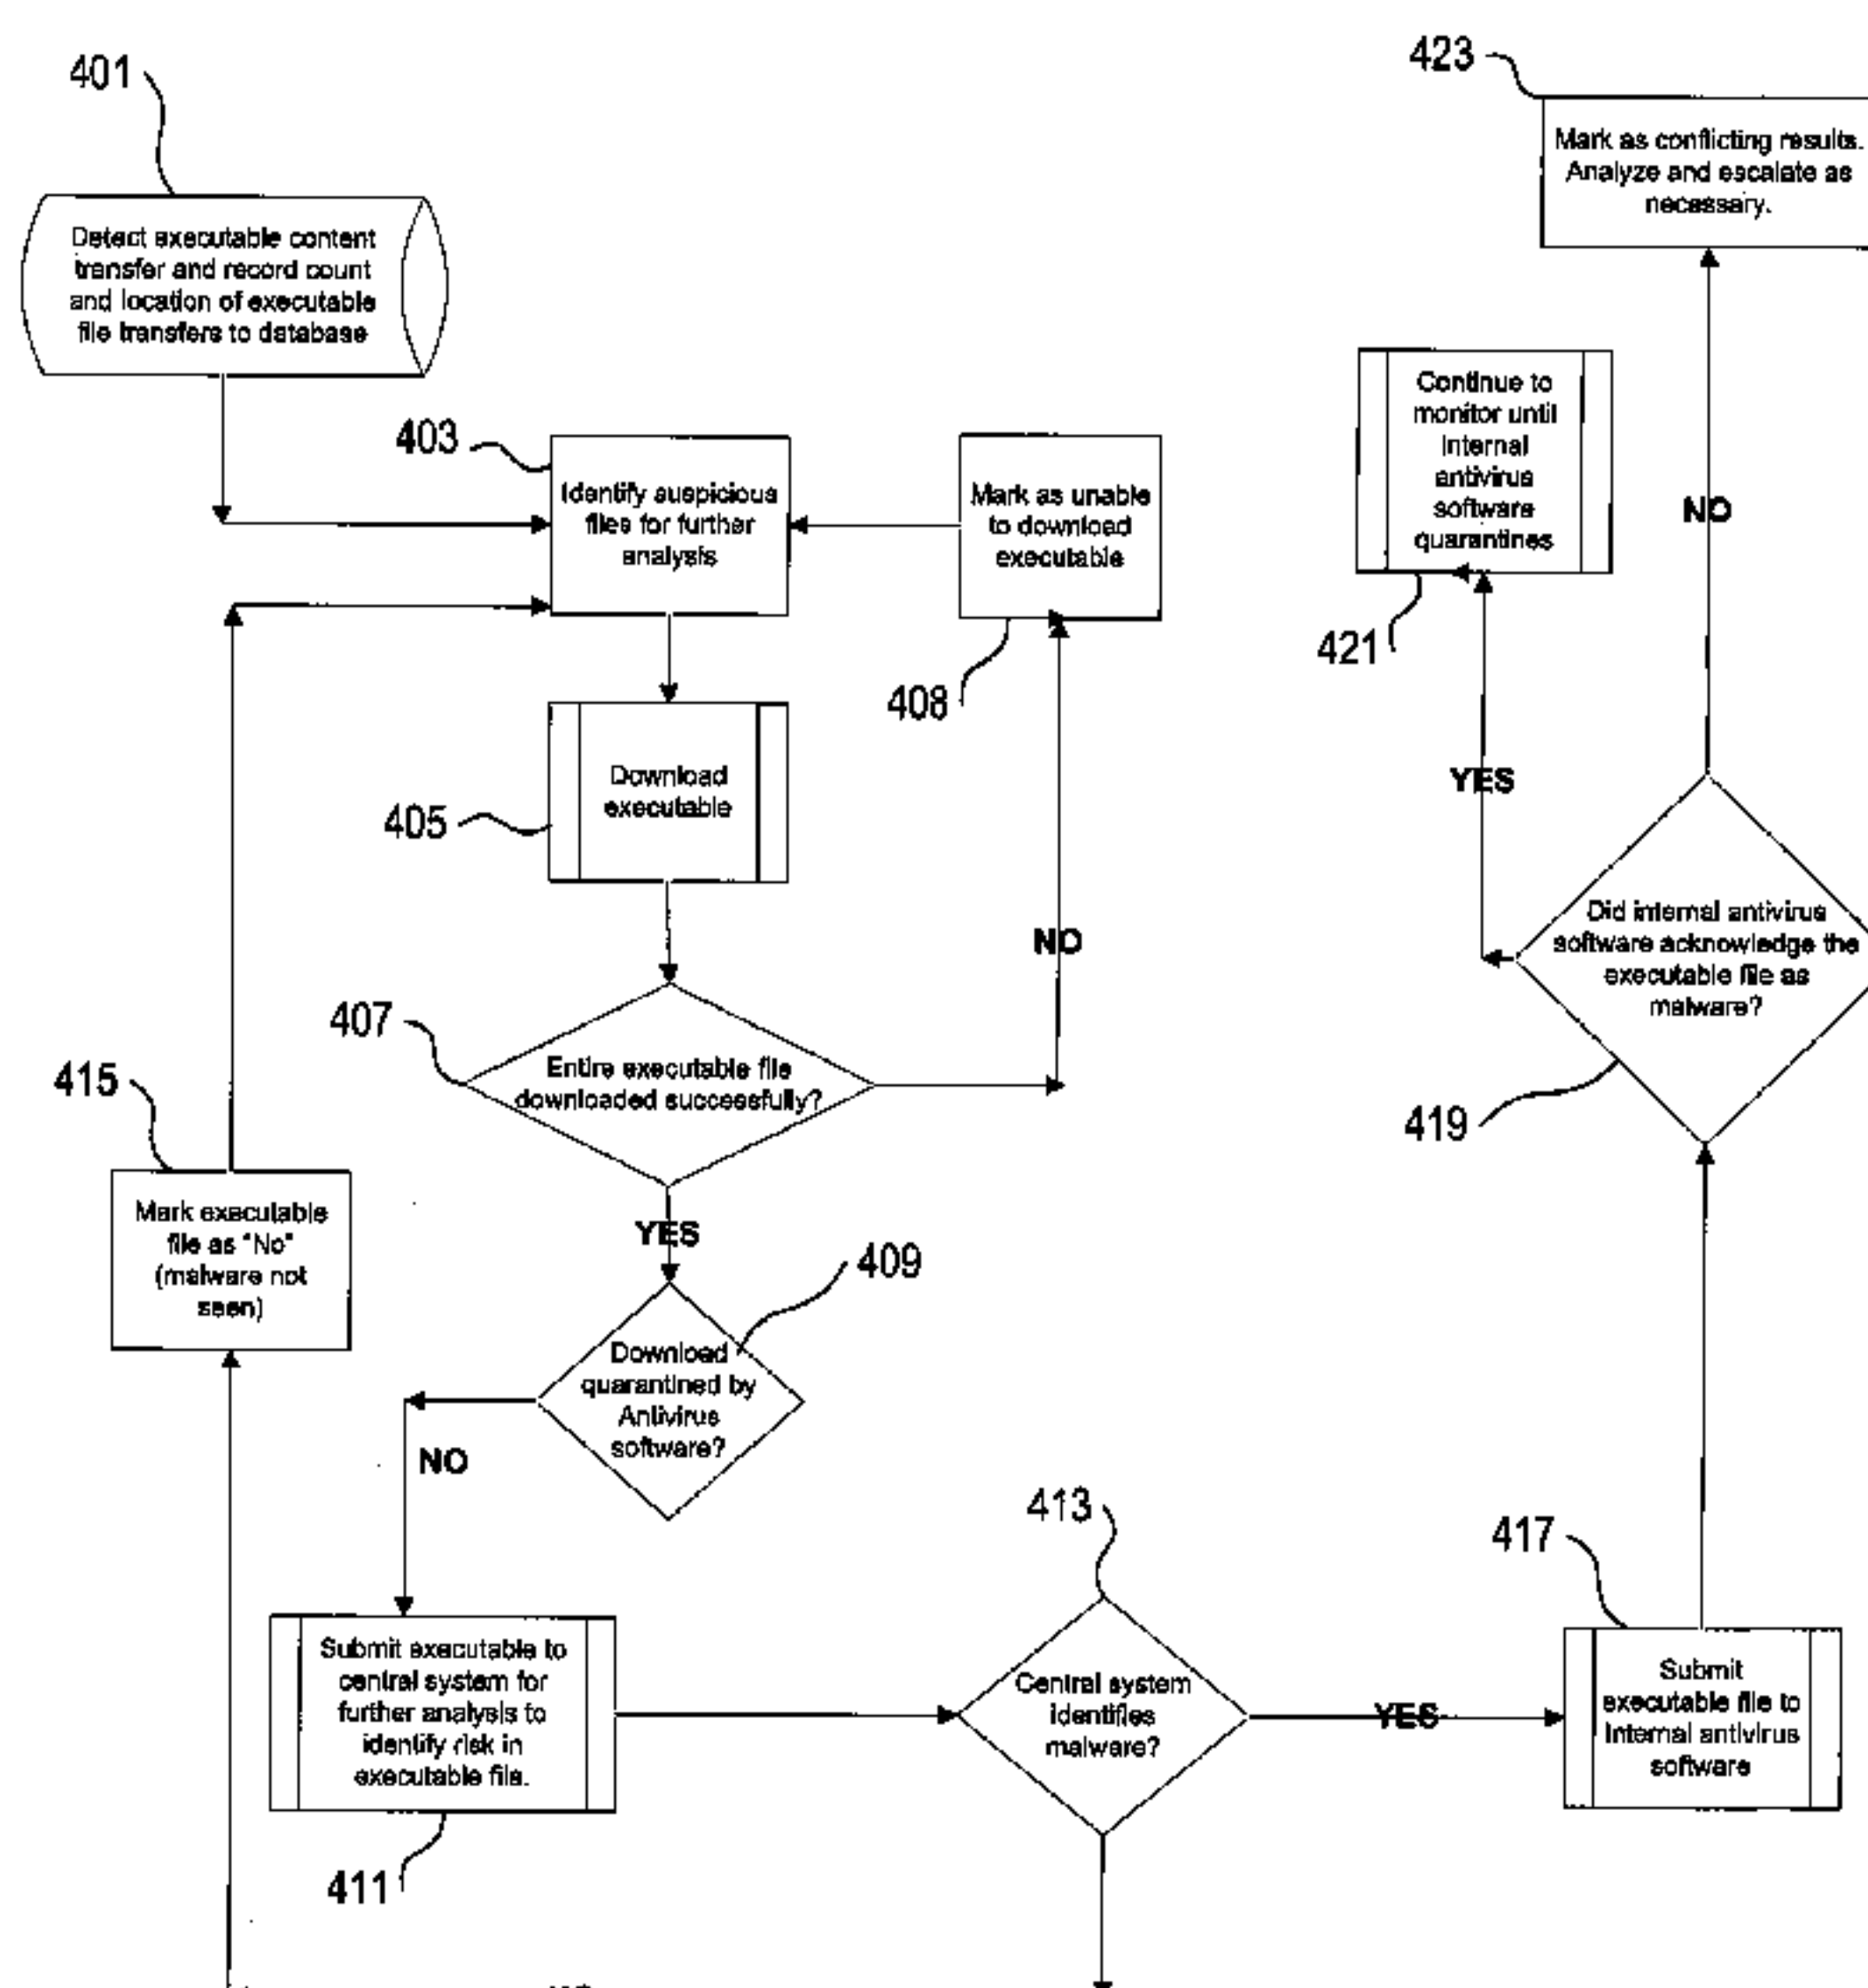 401
Detect executable content
transfer and record count
and location of executable
file transfers to database
403
Identify suspicious
files for further
analysis
Mark as unable
to download
executable
408
Download
executable
405
NO
407
Entire executable file
downloaded successfully?
YES
415
Mark executable
file as "No"
(malware not
seen)
409
Download
quarantined by
Antivirus
software?
NO
Submit executable to
central system for
further analysis to
identify risk in
executable file.
411
413
Central system
identifies
malware?
YES
417
Submit
executable file to
Internal antivirus
software
419
Did internal antivirus
software acknowledge the
executable file as
malware?
YES
421
Continue to
monitor until
Internal
antivirus
software
quarantines
NO
423
Mark as conflicting results.
Analyze and escalate as
necessary.